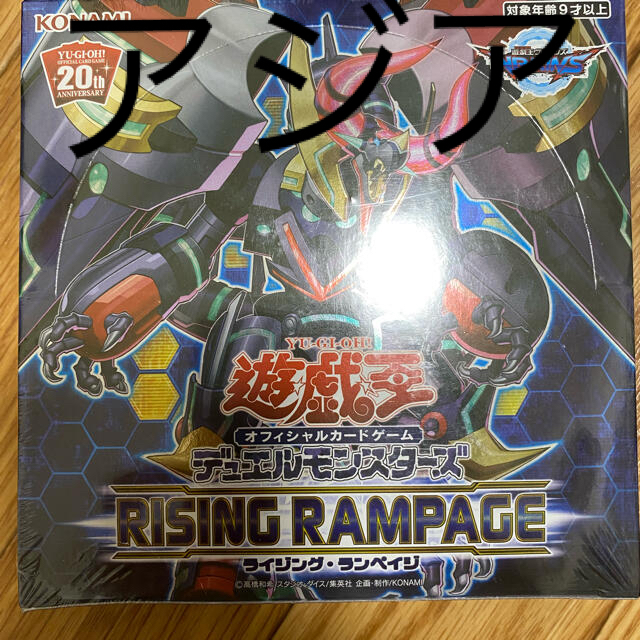 KONAMI
対象年齢9才以上
アジア
YU-GI-OH!
OFFICIAL CARD GAME
20th
ANNIVERSARY
YU-GI-OH!
遊☆戯☆王
オフィシャルカードゲーム
デュエルモンスターズ
RISING RAMPAGE
ライジング・ランペイジ
©高橋和希 スタジオ・ダイス/集英社 企画・制作/KONAMI